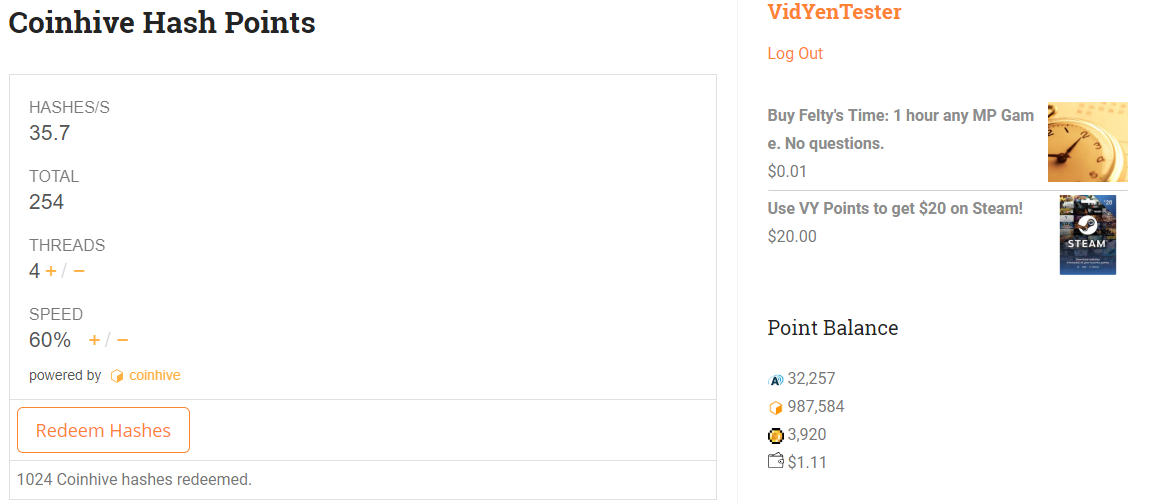 Coinhive Hash Points
HASHES/S
35.7
TOTAL
254
THREADS
4 + / −
SPEED
60% + / −
powered by coinhive
Redeem Hashes
1024 Coinhive hashes redeemed.
VidYenTester
Log Out
Buy Felty's Time: 1 hour any MP Gam
e. No questions.
$0.01
Use VY Points to get $20 on Steam!
$20.00
STEAM
Point Balance
32,257
987,584
3,920
$1.11